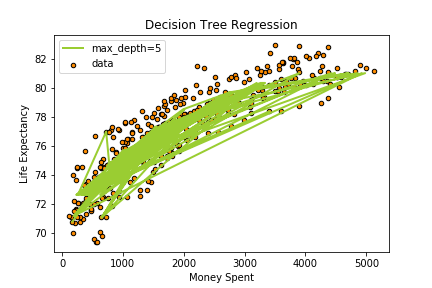 Decision Tree Regression
max_depth=5
data
Life Expectancy
82
80
78
76
74
72
70
0
1000
2000
3000
4000
5000
Money Spent